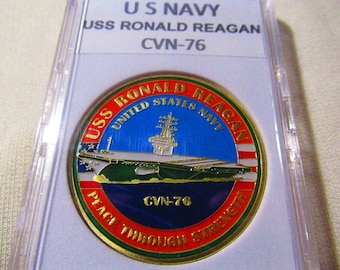 U S NAVY
USS RONALD REAGAN
CVN-76
USS RONALD REAGAN
UNITED STATES NAVY
CVN-76
PEACE THROUGH STRENGTH